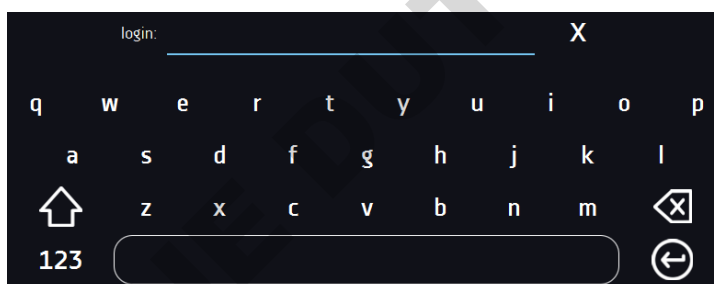 login: X
q w e r t y u i o p
a s d f g h j k l
z x c v b n m
123